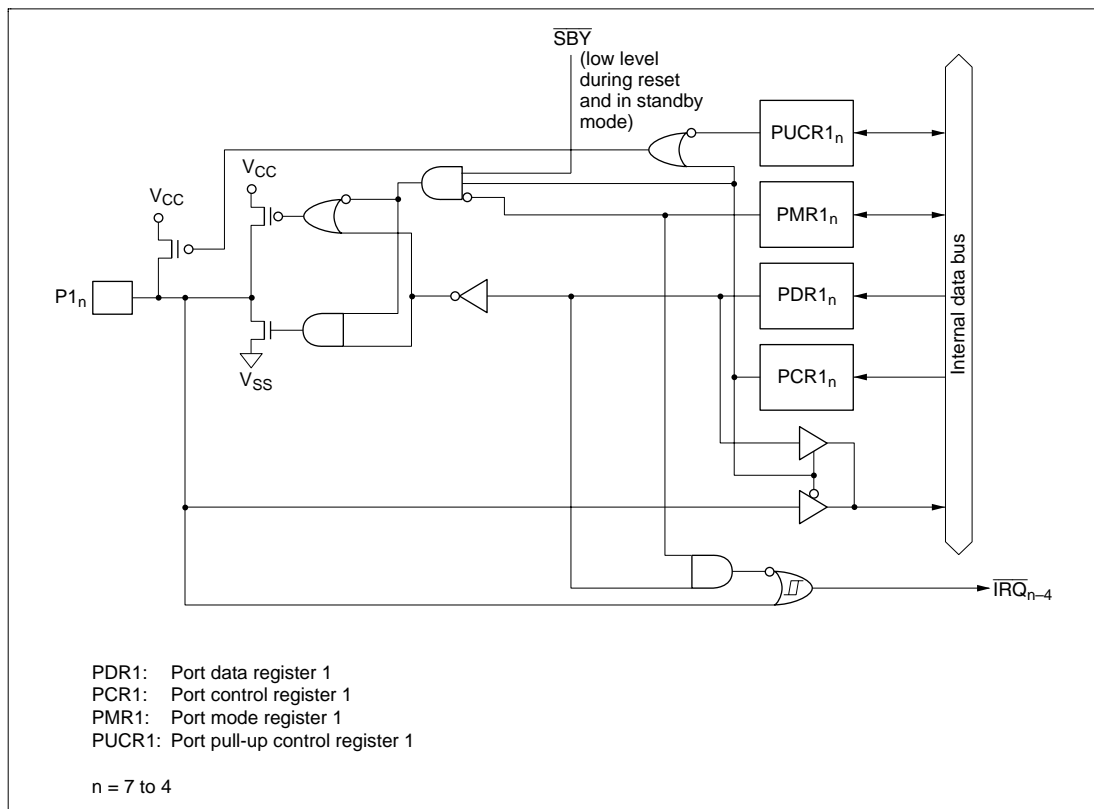 SBY
(low level
during reset
and in standby
mode)
PUCR1n
VCC
VCC
PMR1n
P1n
PDR1n
Internal data bus
VSS
PCR1n
IRQn–4
PDR1: Port data register 1
PCR1: Port control register 1
PMR1: Port mode register 1
PUCR1: Port pull-up control register 1
n = 7 to 4